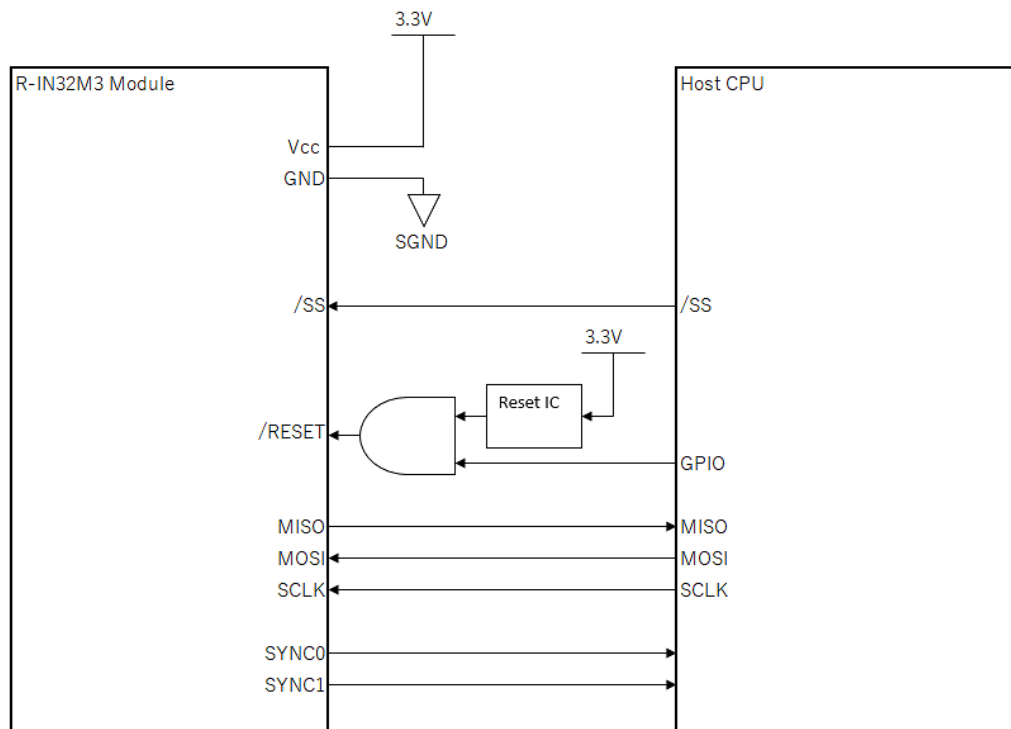 3.3V
R-IN32M3 Module
Host CPU
Vcc
GND
SGND
/SS
/SS
3.3V
Reset IC
/RESET
GPIO
MISO
MISO
MOSI
MOSI
SCLK
SCLK
SYNC0
SYNC1